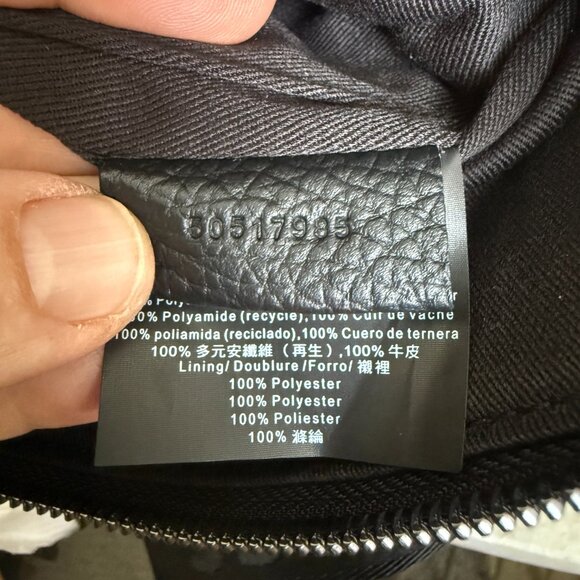 50517995
00% Polyamide (recycle),100% Cuir de vache
100% poliamida (reciclado),100% Cuero de ternera
100% 多元安纖維（再生）,100% 牛皮
Lining/ Doublure /Forro/ 襯裡
100% Polyester
100% Polyester
100% Poliester
100% 滌綸